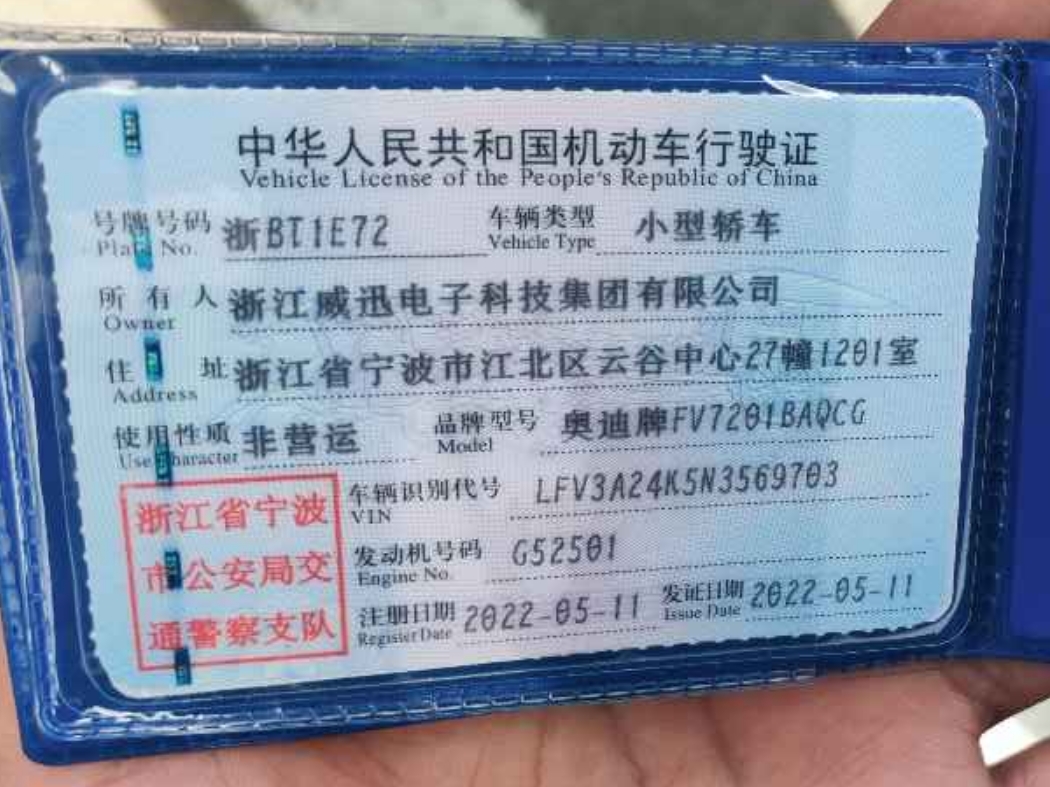 中华人民共和国机动车行驶证
Vehicle License of the People's Republic of China
号牌号码 浙BT1E72 车辆类型 小型轿车
Plate No. Vehicle Type
所有人 浙江威迅电子科技集团有限公司
Owner
住址 浙江省宁波市江北区云谷中心27幢1201室
Address
使用性质 非营运 品牌型号 奥迪牌FV7201BAQCG
Use Character Model
车辆识别代号 LFV3A24K5N3569703
VIN
发动机号码 G52501
Engine No.
注册日期 2022-05-11 发证日期 2022-05-11
Register Date Issue Date
浙江省宁波
市公安局交
通警察支队